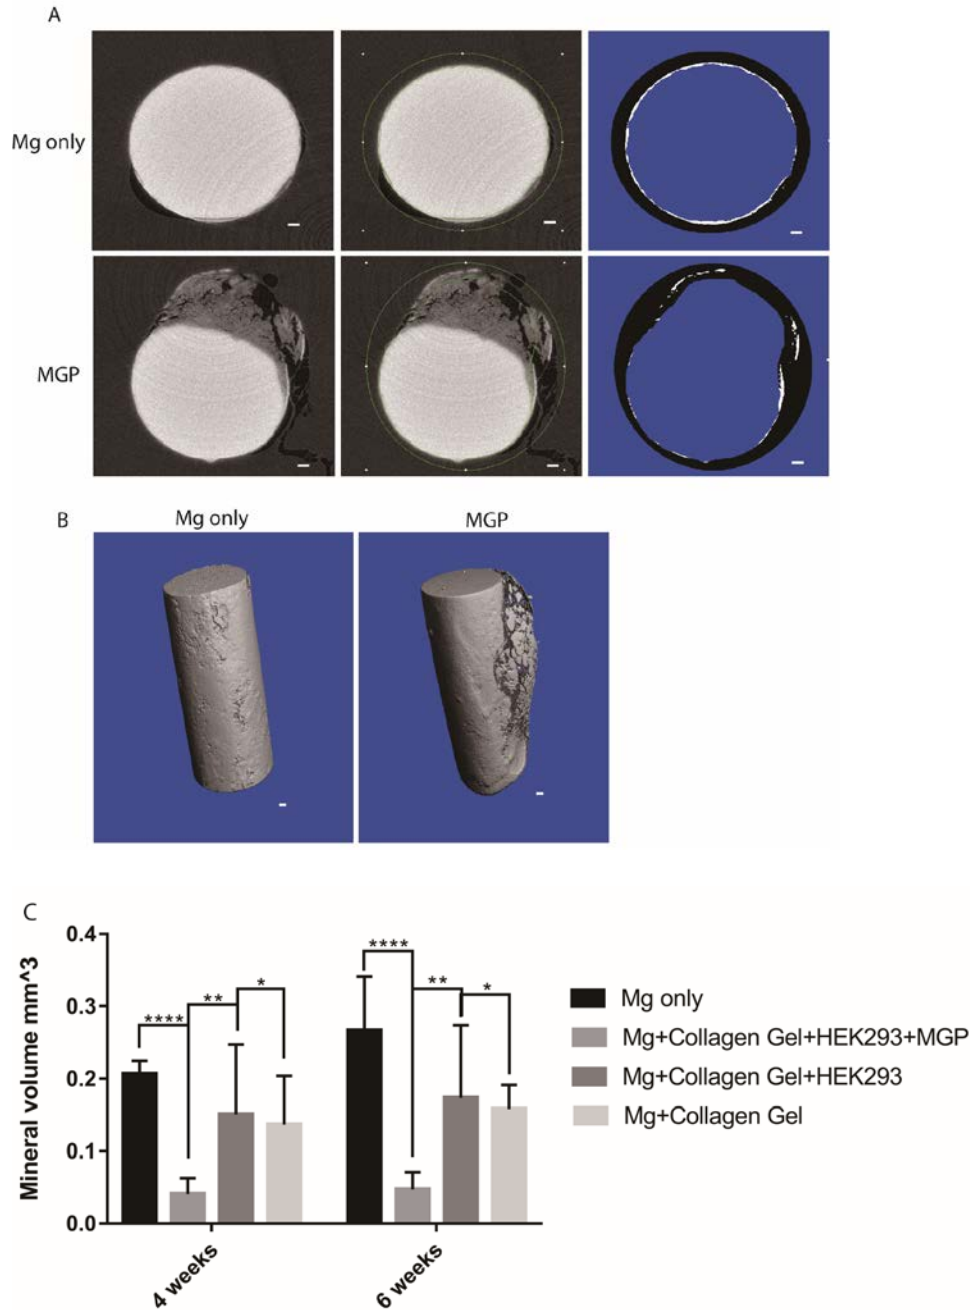 A
Mg only
MGP
B
Mg only
MGP
C
Mineral volume mm^3
0.4
0.3
0.2
0.1
0.0
****
**
*
****
**
*
4 weeks
6 weeks
Mg only
Mg+Collagen Gel+HEK293+MGP
Mg+Collagen Gel+HEK293
Mg+Collagen Gel